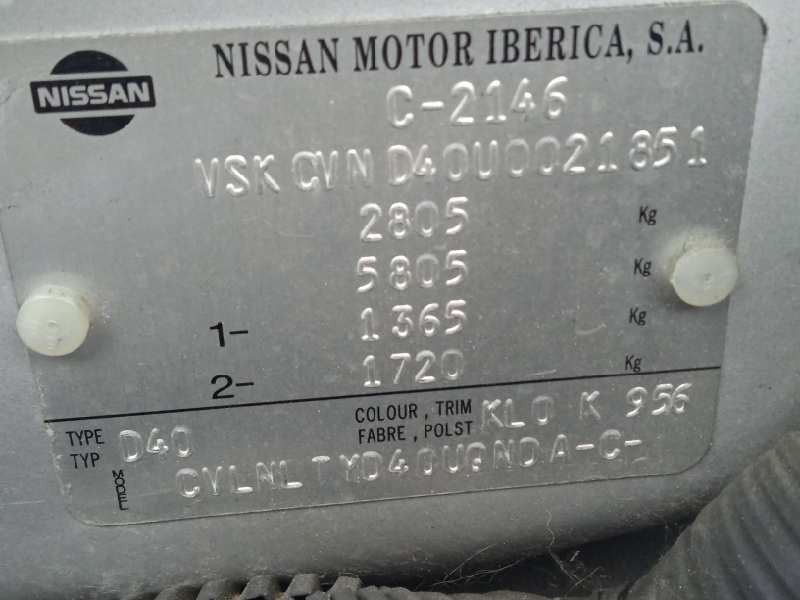 NISSAN MOTOR IBERICA, S.A.
NISSAN
C-2146
VSKCVND40U0021851
2805 Kg
5805 Kg
1- 1365 Kg
2- 1720 Kg
TYPE
TYP
D40
COLOUR, TRIM
FABRE, POLST
KL0 K 956
MODEL
CVLNLTYD40UQNDA-C-